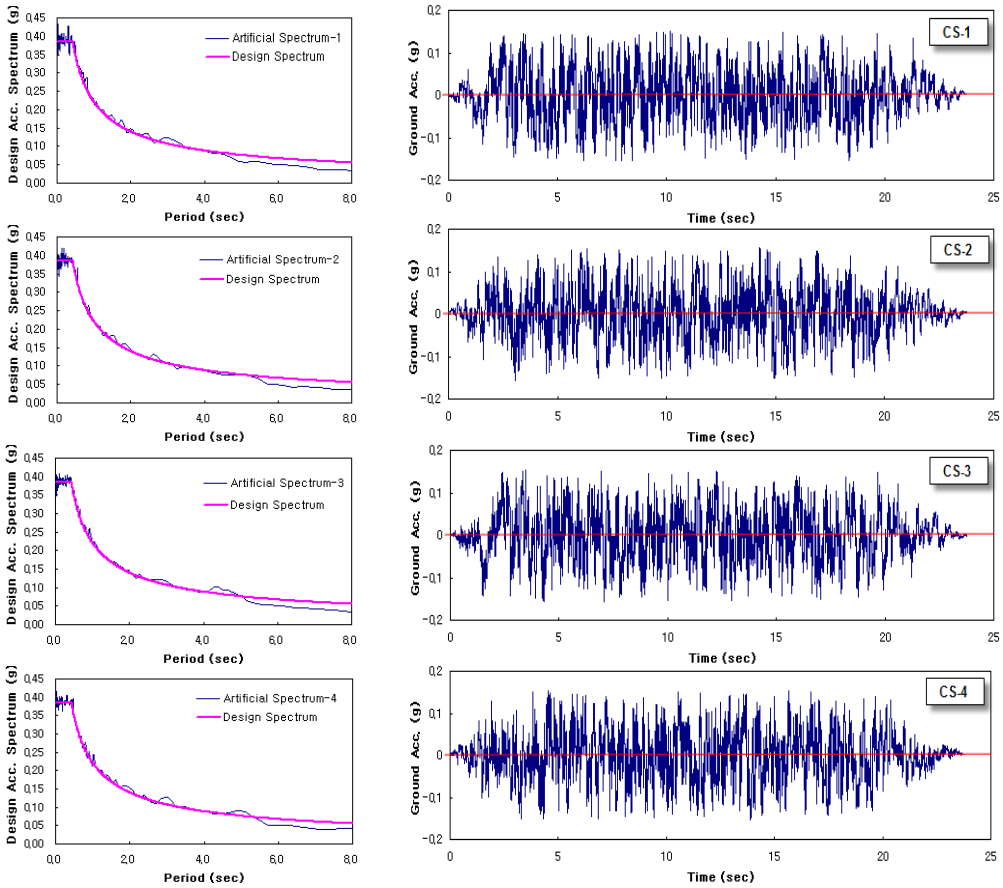 Design Acc. Spectrum (g)
0,45
0,40
0,35
0,30
0,25
0,20
0,15
0,10
0,05
0,00
0,0 2,0 4,0 6,0 8,0
Period (sec)
Artificial Spectrum-1
Design Spectrum
Ground Acc. (g)
0,2
0,1
0
-0,1
-0,2
0 5 10 15 20 25
Time (sec)
CS-1
Design Acc. Spectrum (g)
0,45
0,40
0,35
0,30
0,25
0,20
0,15
0,10
0,05
0,00
0,0 2,0 4,0 6,0 8,0
Period (sec)
Artificial Spectrum-2
Design Spectrum
Ground Acc. (g)
0,2
0,1
0
-0,1
-0,2
0 5 10 15 20 25
Time (sec)
CS-2
Design Acc. Spectrum (g)
0,45
0,40
0,35
0,30
0,25
0,20
0,15
0,10
0,05
0,00
0,0 2,0 4,0 6,0 8,0
Period (sec)
Artificial Spectrum-3
Design Spectrum
Ground Acc. (g)
0,2
0,1
0
-0,1
-0,2
0 5 10 15 20 25
Time (sec)
CS-3
Design Acc. Spectrum (g)
0,45
0,40
0,35
0,30
0,25
0,20
0,15
0,10
0,05
0,00
0,0 2,0 4,0 6,0 8,0
Period (sec)
Artificial Spectrum-4
Design Spectrum
Ground Acc. (g)
0,2
0,1
0
-0,1
-0,2
0 5 10 15 20 25
Time (sec)
CS-4